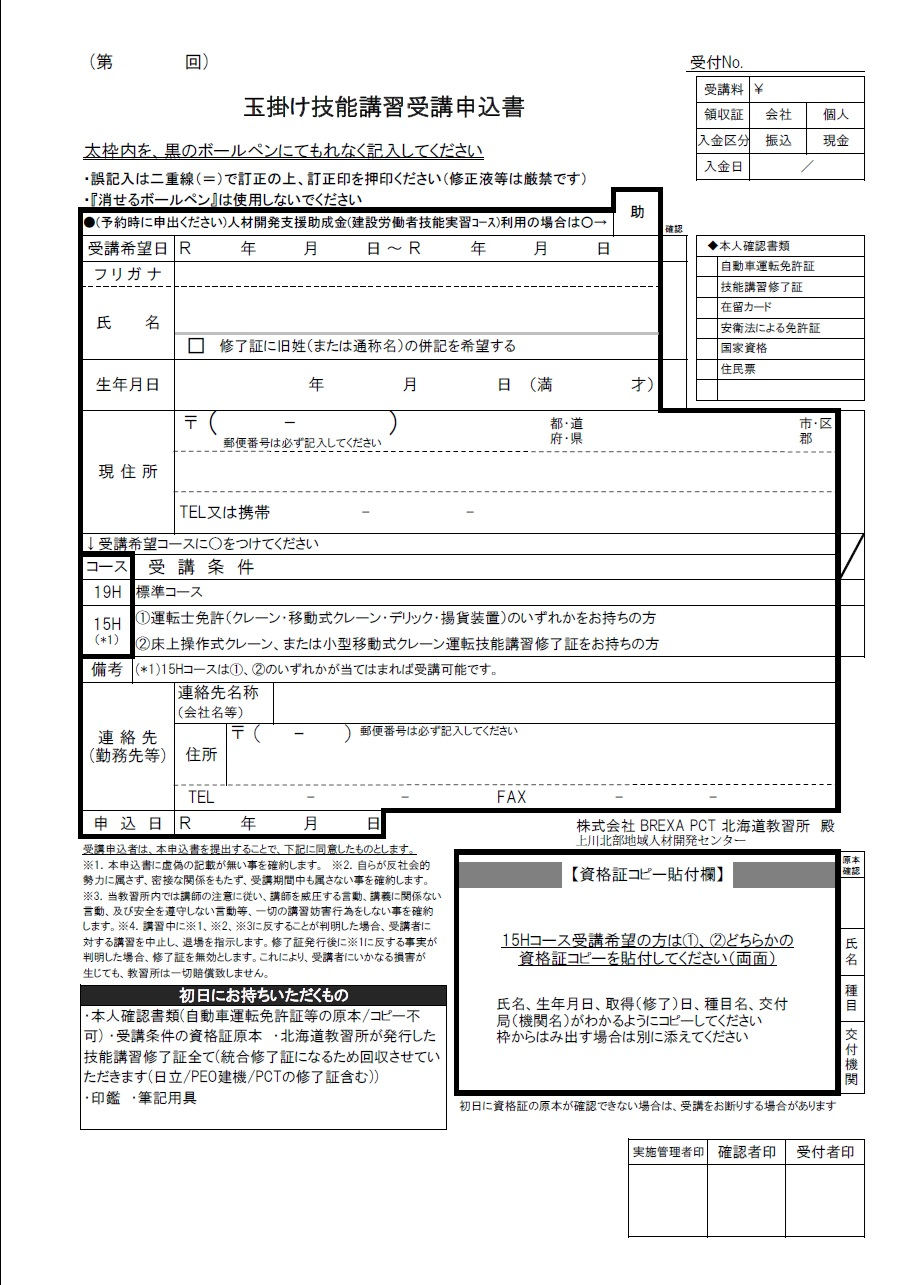 （第　　　　回）
受付No.
受講料 ￥
領収証 会社 個人
入金区分 振込 現金
入金日 ／
玉掛け技能講習受講申込書
太枠内を、黒のボールペンにてもれなく記入してください
・誤記入は二重線（＝）で訂正の上、訂正印を押印ください（修正液等は厳禁です）
・『消せるボールペン』は使用しないでください
●（予約時に申出ください）人材開発支援助成金（建設労働者技能実習コース）利用の場合は〇→
助
確認
受講希望日 R　　年　　月　　日 ～ R　　年　　月　　日
フリガナ
氏　　名
□　修了証に旧姓（または通称名）の併記を希望する
生年月日　　年　　月　　日　（満　　才）
◆本人確認書類
自動車運転免許証
技能講習修了証
在留カード
安衛法による免許証
国家資格
住民票
現 住 所
〒（　　－　　）　都・道　市・区
郵便番号は必ず記入してください　府・県　郡
TEL又は携帯　　－　　－
↓受講希望コースに〇をつけてください
コース　受 講 条 件
19H 標準コース
15H
（*1）
①運転士免許（クレーン・移動式クレーン・デリック・揚貨装置）のいずれかをお持ちの方
②床上操作式クレーン、または小型移動式クレーン運転技能講習修了証をお持ちの方
備考 （*1）15Hコースは①、②のいずれかが当てはまれば受講可能です。
連 絡 先
（勤務先等）
連絡先名称
（会社名等）
住所
〒（　　－　　） 郵便番号は必ず記入してください
TEL　　－　　－　　FAX　　－　　－
申 込 日　R　　年　　月　　日
株式会社 BREXA PCT 北海道教習所　殿
上川北部地域人材開発センター
受講申込者は、本申込書を提出することで、下記に同意したものとします。
※1．本申込書に虚偽の記載が無い事を確約します。　※2．自らが反社会的
勢力に属さず、密接な関係をもたず、受講期間中も属さない事を確約します。
※3．当教習所内では講師の注意に従い、講師を威圧する言動、講義に関係ない
言動、及び安全を遵守しない言動等、一切の講習妨害行為をしない事を確約
します。※4．講習中に※1、※2、※3に反することが判明した場合、受講者に
対する講習を中止し、退場を指示します。修了証発行後に※1に反する事実が
判明した場合、修了証を無効とします。これにより、受講者にいかなる損害が
生じても、教習所は一切賠償致しません。
初日にお持ちいただくもの
・本人確認書類（自動車運転免許証等の原本/コピー不
可）・受講条件の資格証原本　・北海道教習所が発行した
技能講習修了証全て（統合修了証になるため回収させてい
ただきます（日立/PEO建機/PCTの修了証含む））
・印鑑　・筆記用具
【資格証コピー貼付欄】
15Hコース受講希望の方は①、②どちらかの
資格証コピーを貼付してください（両面）
氏名、生年月日、取得（修了）日、種目名、交付
局（機関名）がわかるようにコピーしてください
枠からはみ出す場合は別に添えてください
原本
確認
氏名
種目
交付機関
初日に資格証の原本が確認できない場合は、受講をお断りする場合があります
実施管理者印 確認者印 受付者印